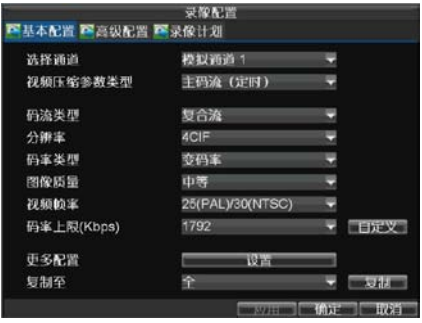 录像配置
基本配置 高级配置 录像计划
选择通道 模拟通道 1
视频压缩参数类型 主码流（定时）
码流类型 复合流
分辨率 4CIF
码率类型 变码率
图像质量 中等
视频帧率 25(PAL)/30(NTSC)
码率上限(Kbps) 1792 自定义
更多配置 设置
复制至 全 复制
应用 确定 取消